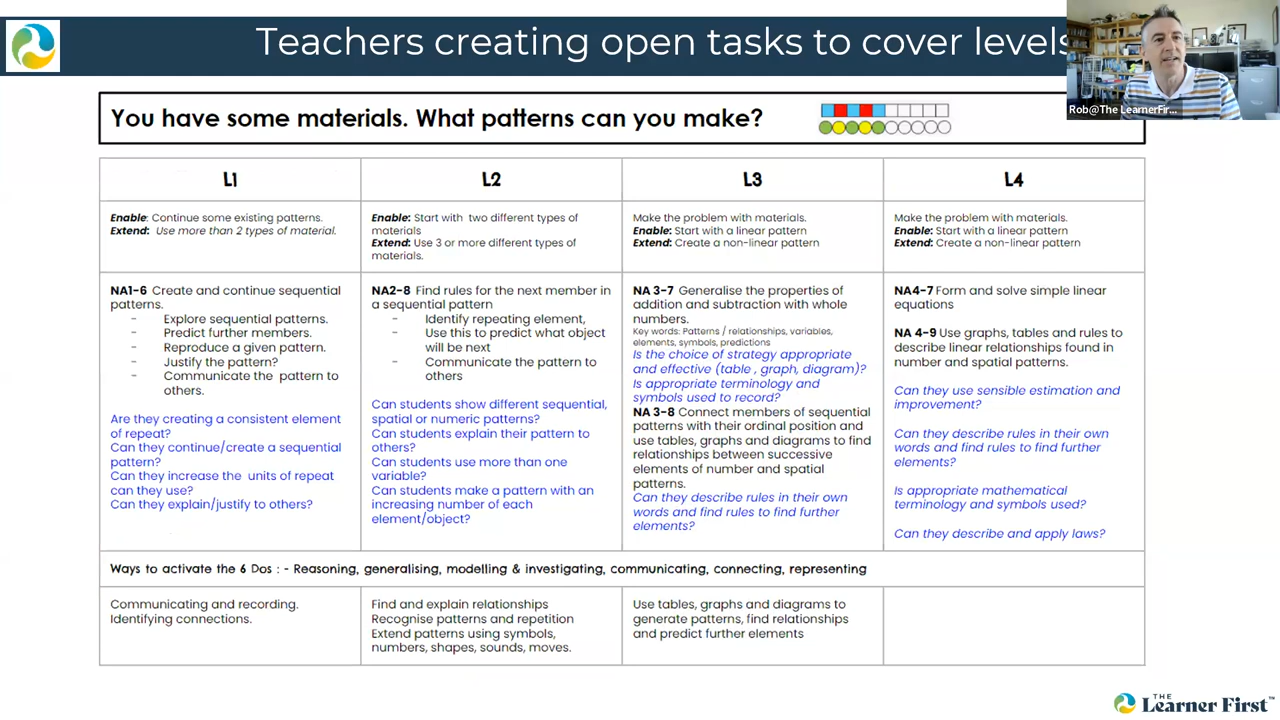 Teachers creating open tasks to cover levels
Rob@The LearnerFir...
You have some materials. What patterns can you make?
L1
L2
L3
L4
Enable: Continue some existing patterns.
Extend: Use more than 2 types of material.
Enable: Start with two different types of
materials
Extend: Use 3 or more different types of
materials.
Make the problem with materials.
Enable: Start with a linear pattern
Extend: Create a non-linear pattern
Make the problem with materials.
Enable: Start with a linear pattern
Extend: Create a non-linear pattern
NA1-6 Create and continue sequential
patterns.
- Explore sequential patterns.
- Predict further members.
- Reproduce a given pattern.
- Justify the pattern?
- Communicate the pattern to
others.
Are they creating a consistent element
of repeat?
Can they continue/create a sequential
pattern?
Can they increase the units of repeat
can they use?
Can they explain/justify to others?
NA2-8 Find rules for the next member in
a sequential pattern
- Identify repeating element,
- Use this to predict what object
will be next
- Communicate the pattern to
others
Can students show different sequential,
spatial or numeric patterns?
Can students explain their pattern to
others?
Can students use more than one
variable?
Can students make a pattern with an
increasing number of each
element/object?
NA 3-7 Generalise the properties of
addition and subtraction with whole
numbers.
Key words: Patterns / relationships, variables,
elements, symbols, predictions
Is the choice of strategy appropriate
and effective (table , graph, diagram)?
Is appropriate terminology and
symbols used to record?
NA 3-8 Connect members of sequential
patterns with their ordinal position and
use tables, graphs and diagrams to find
relationships between successive
elements of number and spatial
patterns.
Can they describe rules in their own
words and find rules to find further
elements?
NA4-7 Form and solve simple linear
equations
NA 4-9 Use graphs, tables and rules to
describe linear relationships found in
number and spatial patterns.
Can they use sensible estimation and
improvement?
Can they describe rules in their own
words and find rules to find further
elements?
Is appropriate mathematical
terminology and symbols used?
Can they describe and apply laws?
Ways to activate the 6 Dos : - Reasoning, generalising, modelling & investigating, communicating, connecting, representing
Communicating and recording.
Identifying connections.
Find and explain relationships
Recognise patterns and repetition
Extend patterns using symbols,
numbers, shapes, sounds, moves.
Use tables, graphs and diagrams to
generate patterns, find relationships
and predict further elements
THE
Learner First™